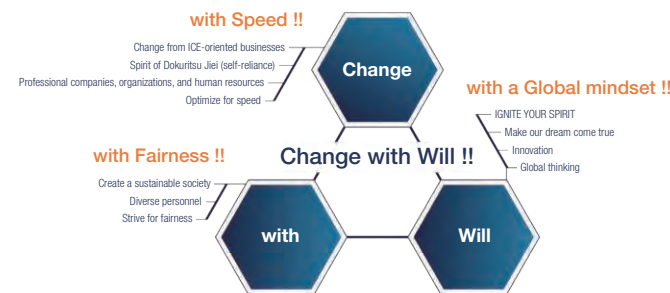 with Speed !!
Change from ICE-oriented businesses
Spirit of Dokuritsu Jiei (self-reliance)
Professional companies, organizations, and human resources
Optimize for speed
Change
with a Global mindset !!
IGNITE YOUR SPIRIT
Make our dream come true
Innovation
Global thinking
with Fairness !!
Create a sustainable society
Diverse personnel
Strive for fairness
Change with Will !!
with
Will